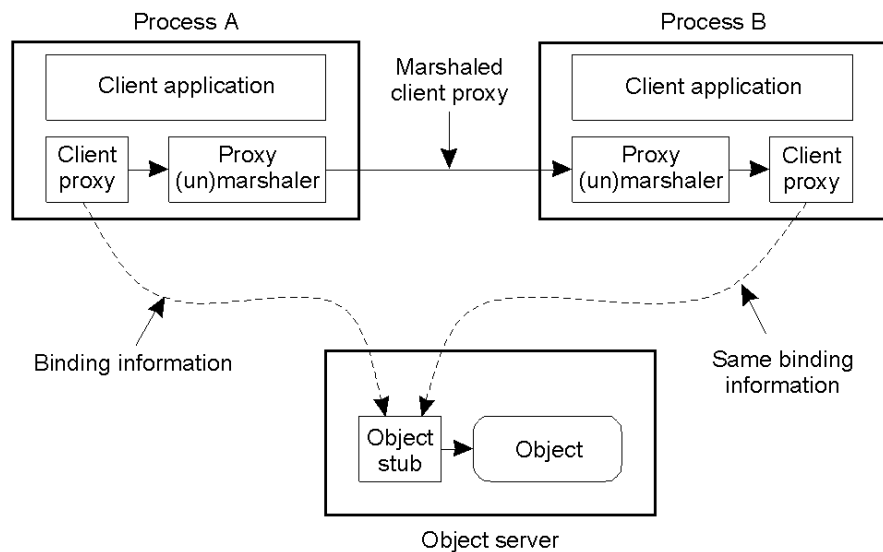 Process A
Process B
Marshaled
client proxy
Client application
Client application
Client
proxy
Proxy
(un)marshaler
Proxy
(un)marshaler
Client
proxy
Binding information
Same binding
information
Object
stub
Object
Object server